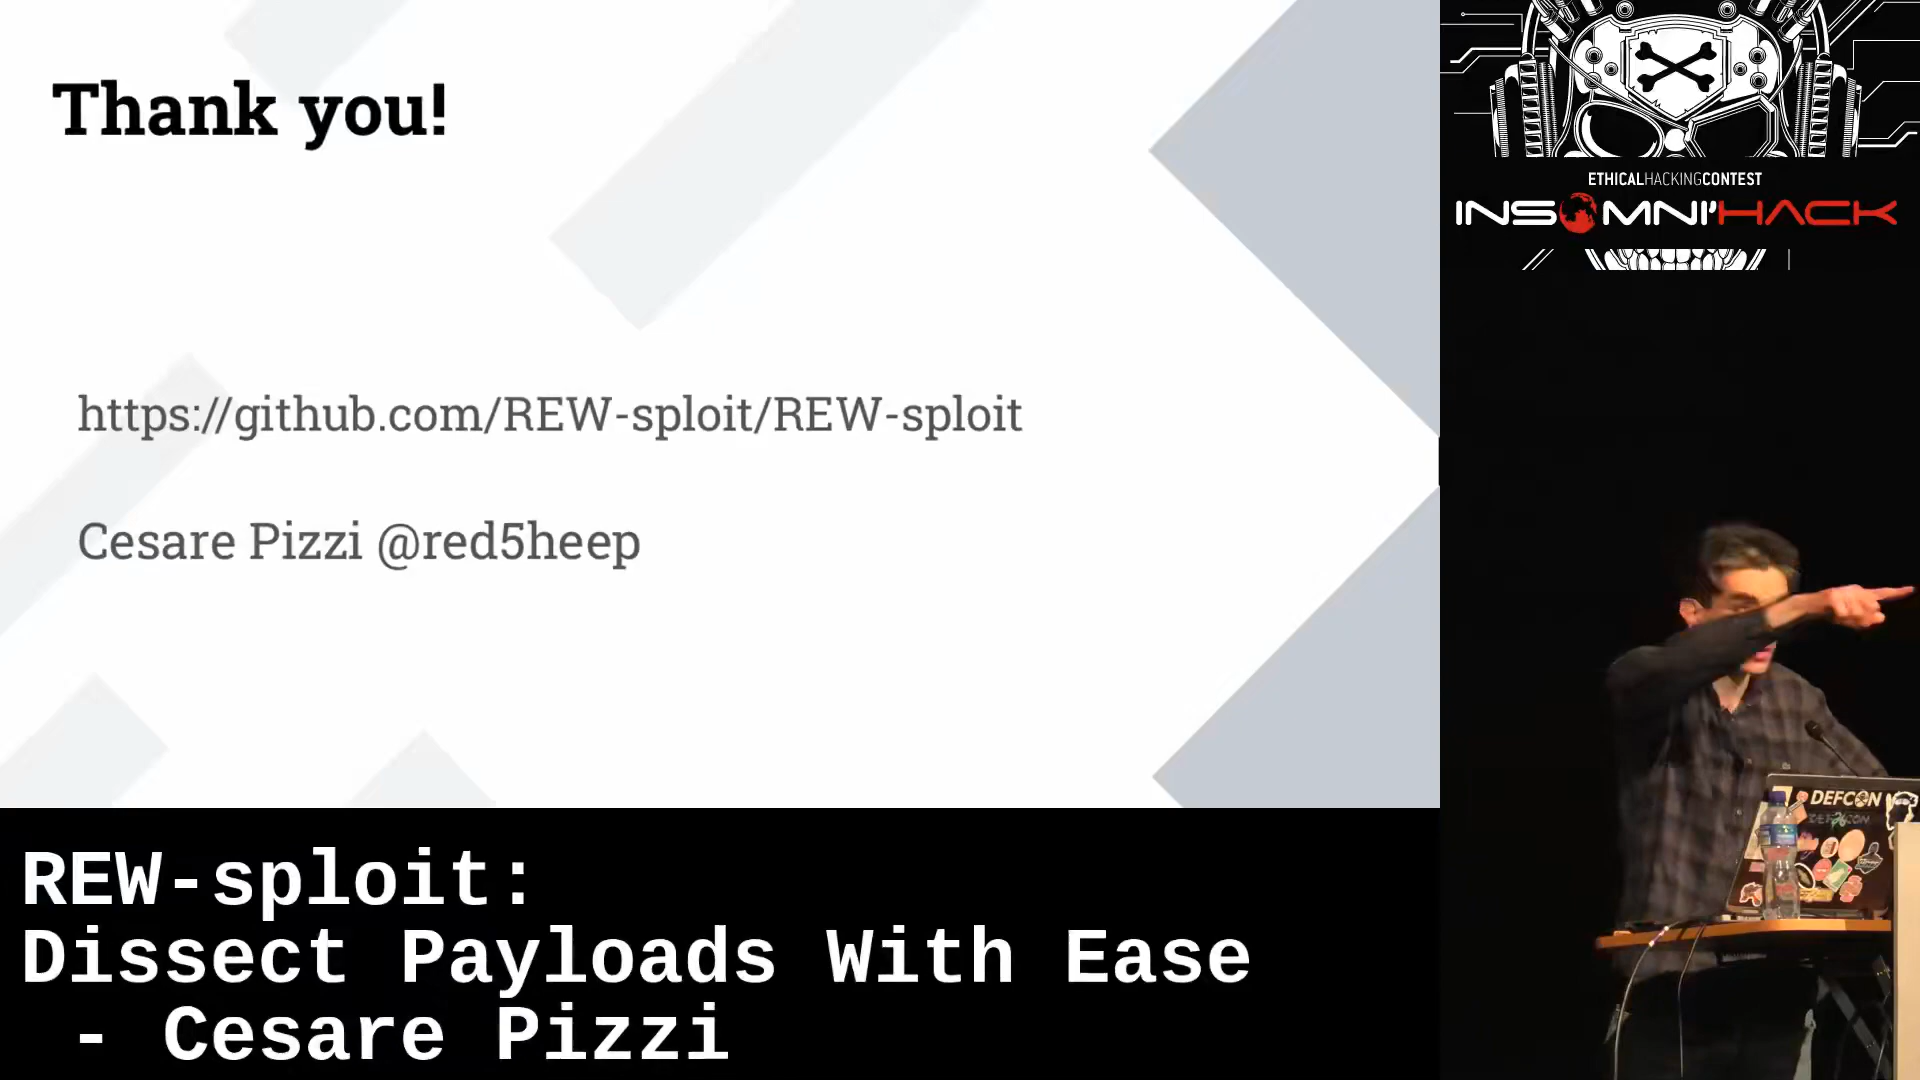 Thank you!
https://github.com/REW-sploit/REW-sploit
Cesare Pizzi @red5heep
ETHICALHACKINGCONTEST
INSOMNI'HACK
DEFCON
REW-sploit:
Dissect Payloads With Ease
- Cesare Pizzi